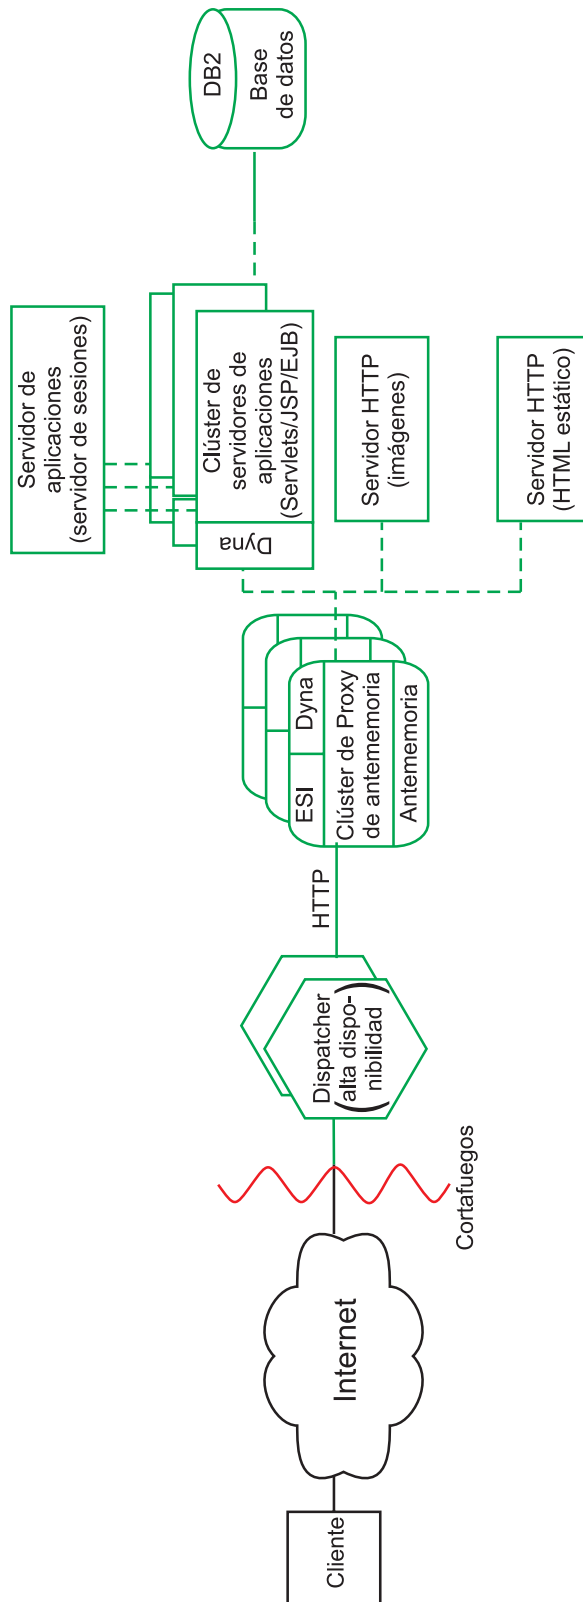 Cliente
Internet
Cortafuegos
Dispatcher
(alta dispo-
nibilidad)
HTTP
ESI
Dyna
Clúster de Proxy
de antememoria
Antememoria
Servidor de
aplicaciones
(servidor de sesiones)
Dyna
Clúster de
servidores de
aplicaciones
(Servlets/JSP/EJB)
Servidor HTTP
(imágenes)
Servidor HTTP
(HTML estático)
DB2
Base
de datos